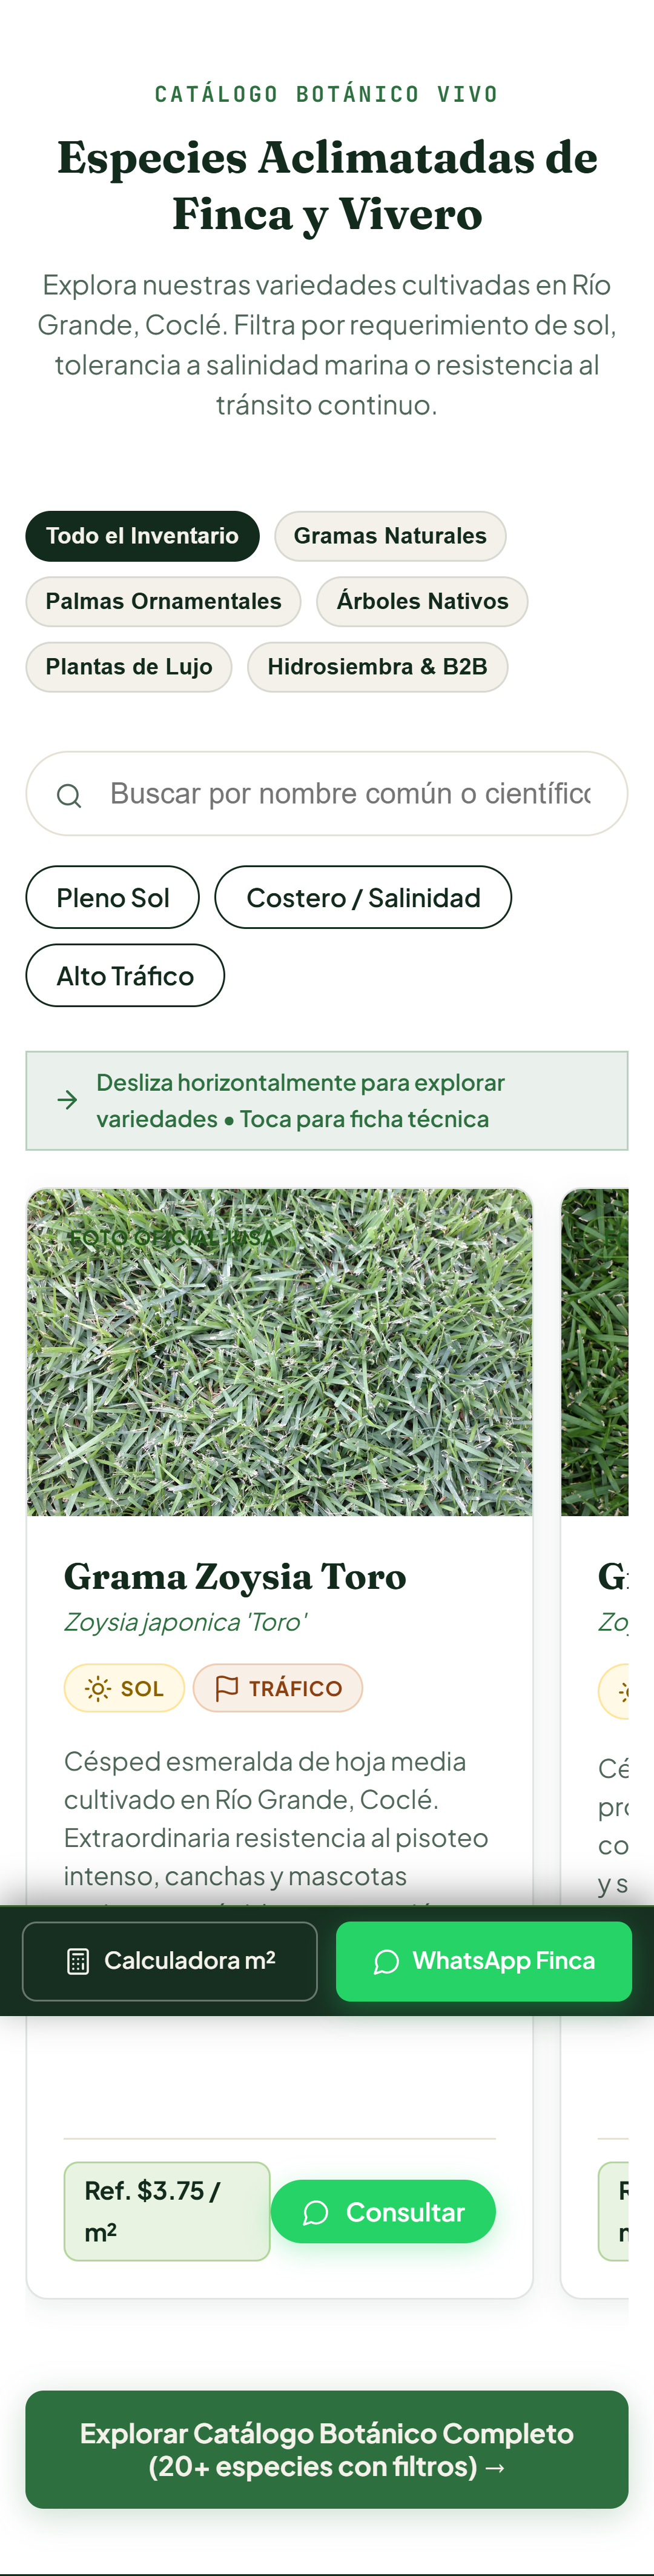 CATÁLOGO BOTÁNICO VIVO
Especies Aclimatadas de
Finca y Vivero
Explora nuestras variedades cultivadas en Río
Grande, Coclé. Filtra por requerimiento de sol,
tolerancia a salinidad marina o resistencia al
tránsito continuo.
Todo el Inventario
Gramas Naturales
Palmas Ornamentales
Árboles Nativos
Plantas de Lujo
Hidrosiembra & B2B
Buscar por nombre común o científic
Pleno Sol
Costero / Salinidad
Alto Tráfico
→ Desliza horizontalmente para explorar
variedades • Toca para ficha técnica
FOTO OFICIAL
Grama Zoysia Toro
Zoysia japonica 'Toro'
SOL
TRÁFICO
Césped esmeralda de hoja media
cultivado en Río Grande, Coclé.
Extraordinaria resistencia al pisoteo
intenso, canchas y mascotas
Calculadora m²
WhatsApp Finca
Ref. $3.75 /
m²
Consultar
Explorar Catálogo Botánico Completo
(20+ especies con filtros) →